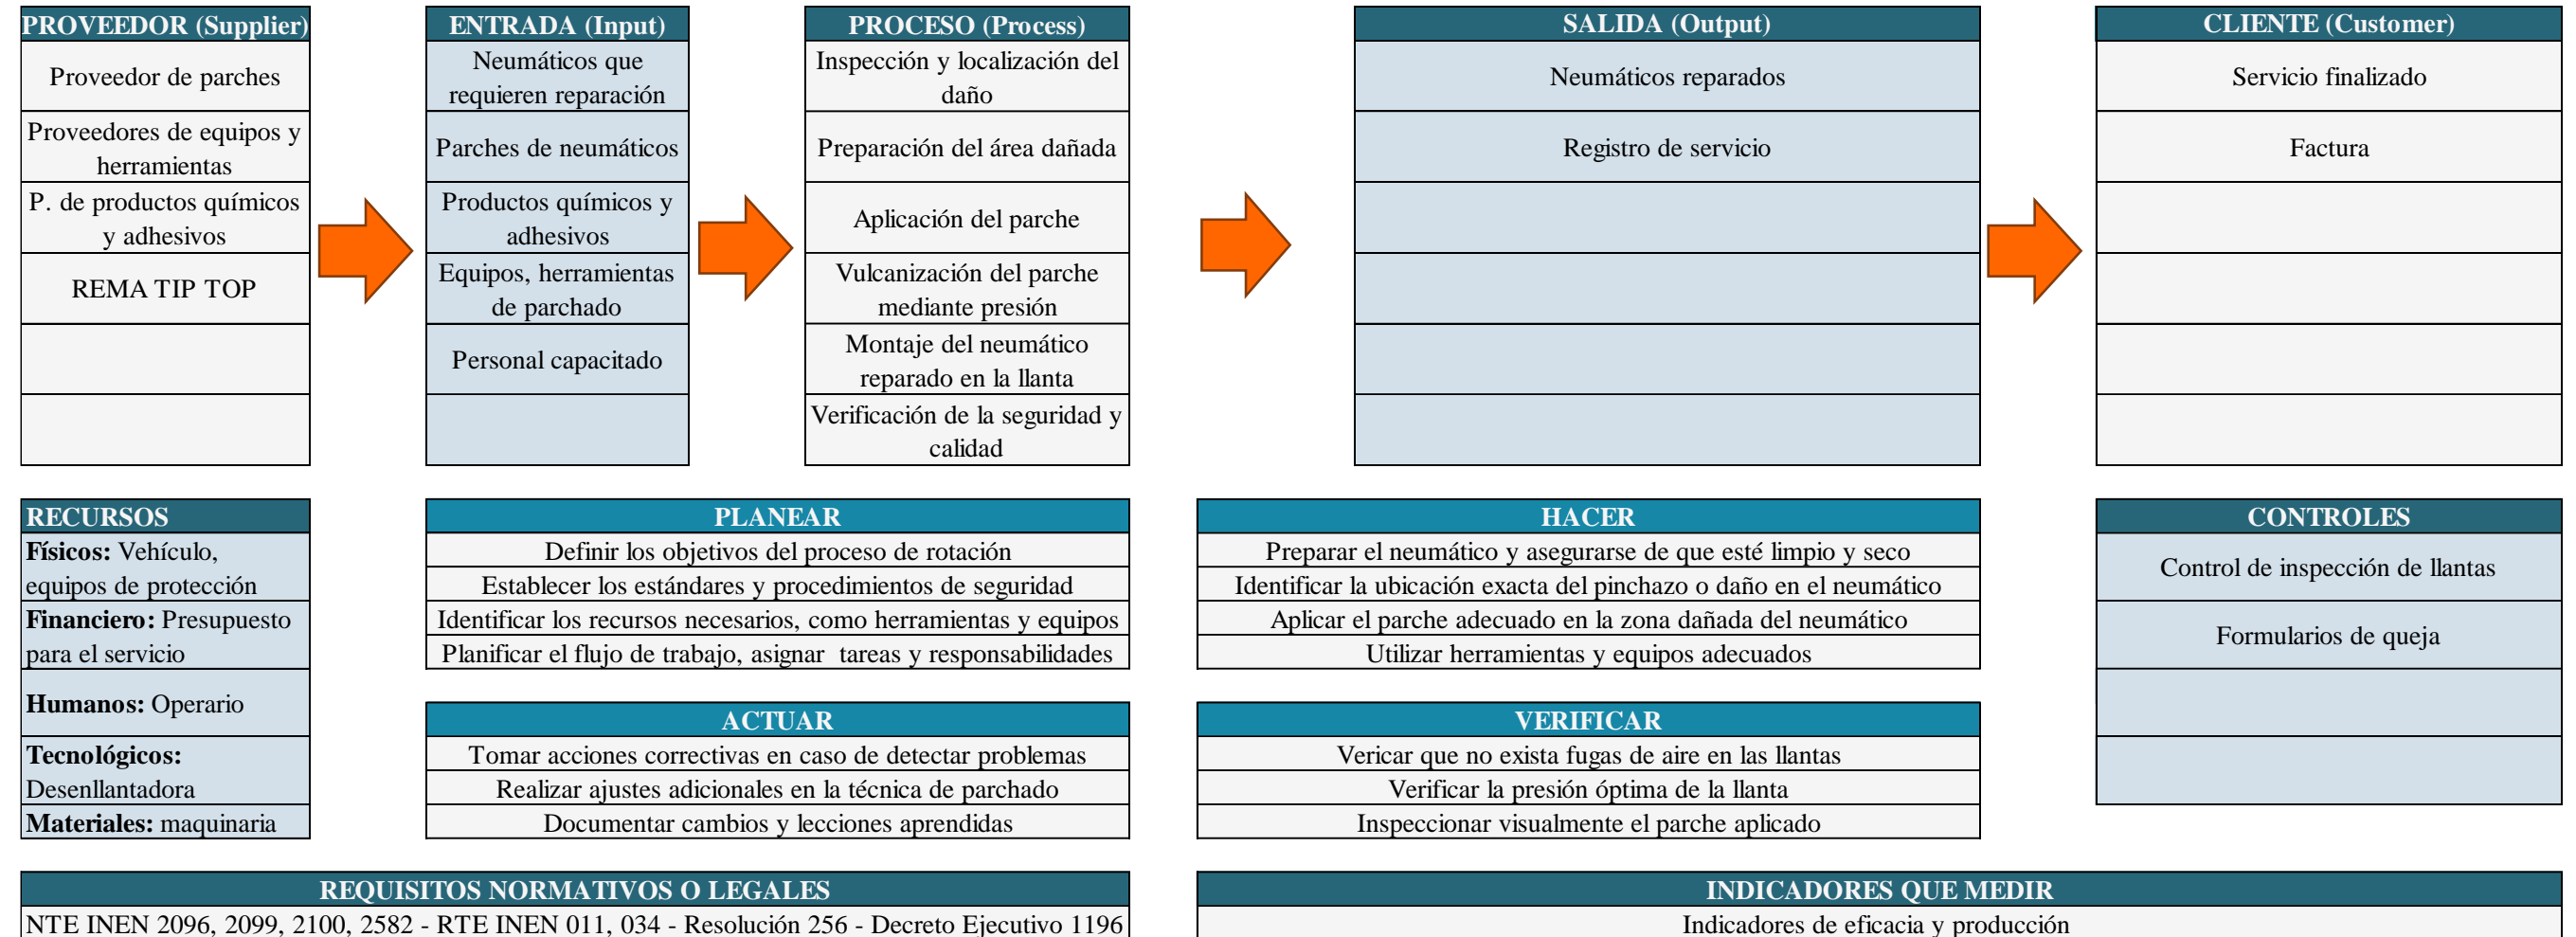 PROVEEDOR (Supplier)
Proveedor de parches
Proveedores de equipos y
herramientas
P. de productos químicos
y adhesivos
REMA TIP TOP
ENTRADA (Input)
Neumáticos que
requieren reparación
Parches de neumáticos
Productos químicos y
adhesivos
Equipos, herramientas
de parchado
Personal capacitado
PROCESO (Process)
Inspección y localización del
daño
Preparación del área dañada
Aplicación del parche
Vulcanización del parche
mediante presión
Montaje del neumático
reparado en la llanta
Verificación de la seguridad y
calidad
SALIDA (Output)
Neumáticos reparados
Registro de servicio
CLIENTE (Customer)
Servicio finalizado
Factura
RECURSOS
Físicos: Vehículo,
equipos de protección
Financiero: Presupuesto
para el servicio
Humanos: Operario
Tecnológicos:
Desenllantadora
Materiales: maquinaria
PLANEAR
Definir los objetivos del proceso de rotación
Establecer los estándares y procedimientos de seguridad
Identificar los recursos necesarios, como herramientas y equipos
Planificar el flujo de trabajo, asignar tareas y responsabilidades
HACER
Preparar el neumático y asegurarse de que esté limpio y seco
Identificar la ubicación exacta del pinchazo o daño en el neumático
Aplicar el parche adecuado en la zona dañada del neumático
Utilizar herramientas y equipos adecuados
CONTROLES
Control de inspección de llantas
Formularios de queja
ACTUAR
Tomar acciones correctivas en caso de detectar problemas
Realizar ajustes adicionales en la técnica de parchado
Documentar cambios y lecciones aprendidas
VERIFICAR
Vericar que no exista fugas de aire en las llantas
Verificar la presión óptima de la llanta
Inspeccionar visualmente el parche aplicado
REQUISITOS NORMATIVOS O LEGALES
NTE INEN 2096, 2099, 2100, 2582 - RTE INEN 011, 034 - Resolución 256 - Decreto Ejecutivo 1196
INDICADORES QUE MEDIR
Indicadores de eficacia y producción